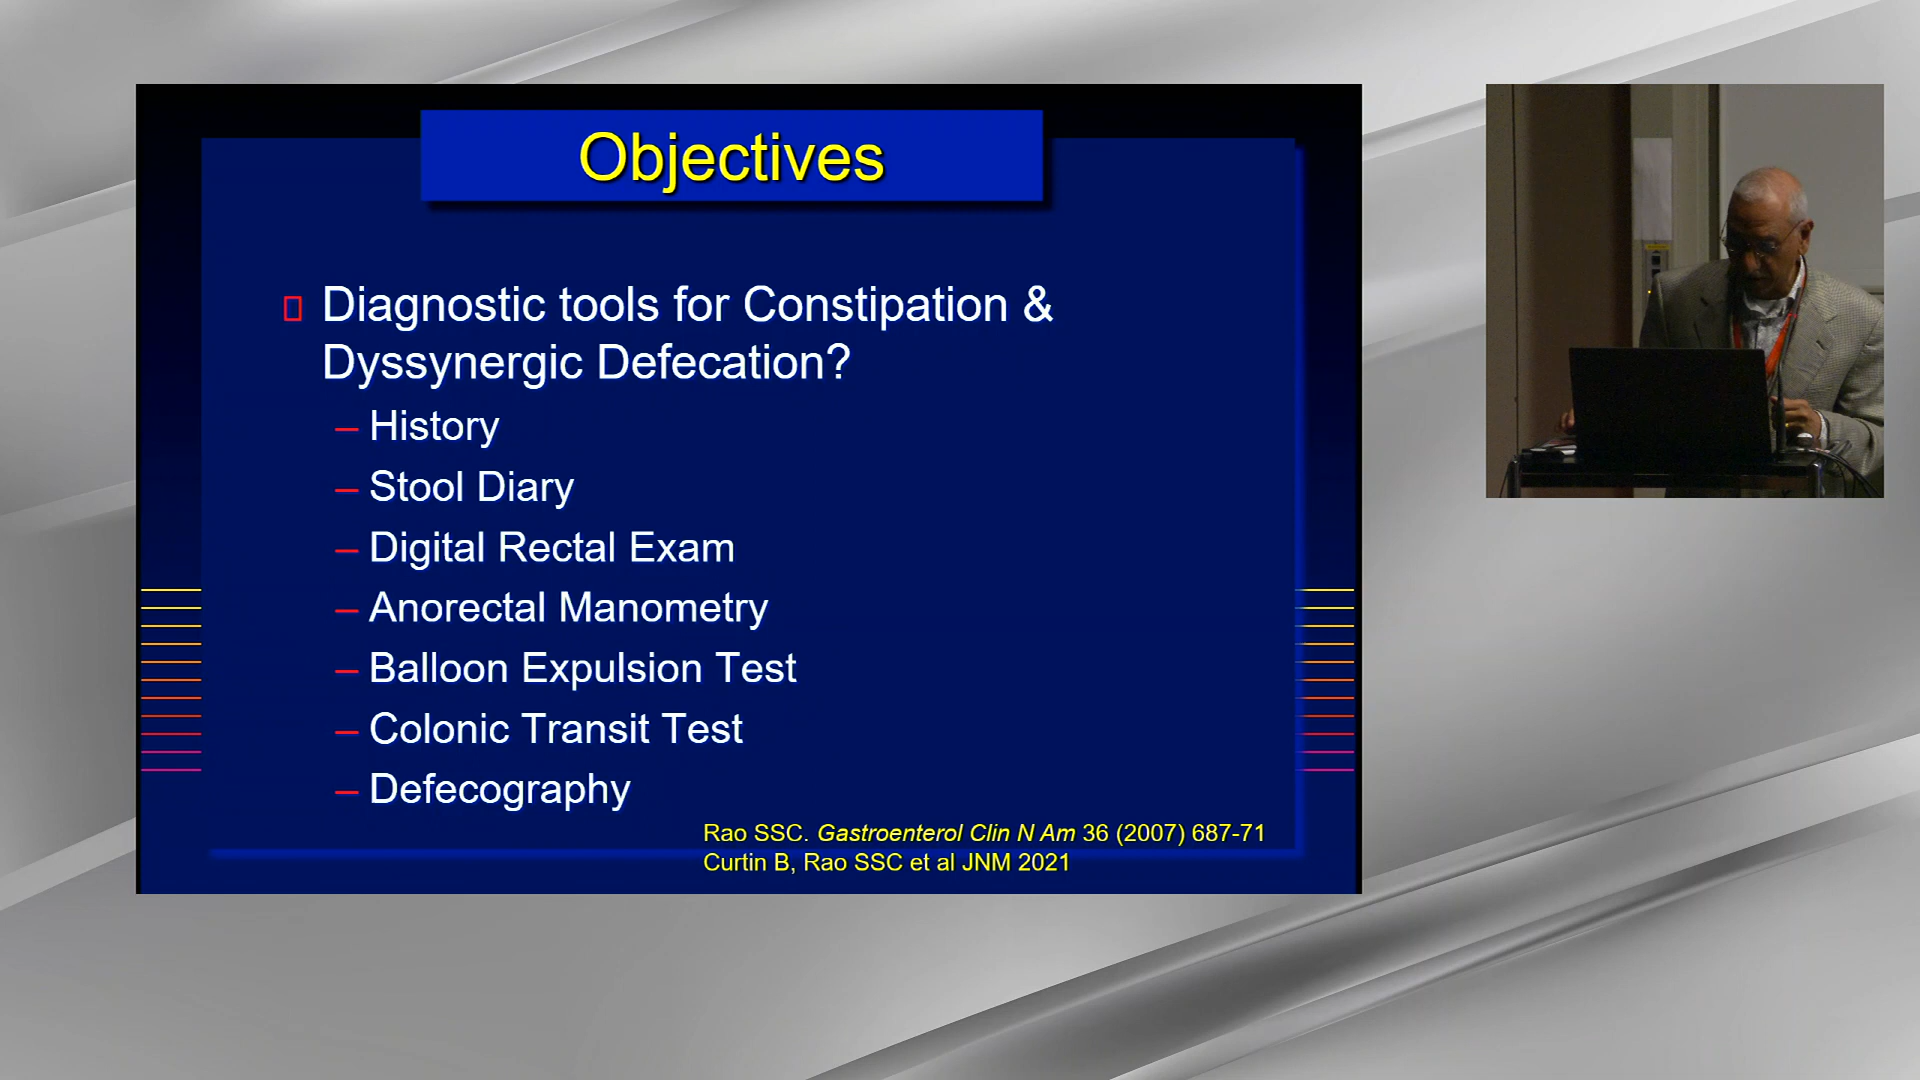 Objectives
Diagnostic tools for Constipation &
Dyssynergic Defecation?
– History
– Stool Diary
– Digital Rectal Exam
– Anorectal Manometry
– Balloon Expulsion Test
– Colonic Transit Test
– Defecography
Rao SSC. Gastroenterol Clin N Am 36 (2007) 687-71
Curtin B, Rao SSC et al JNM 2021